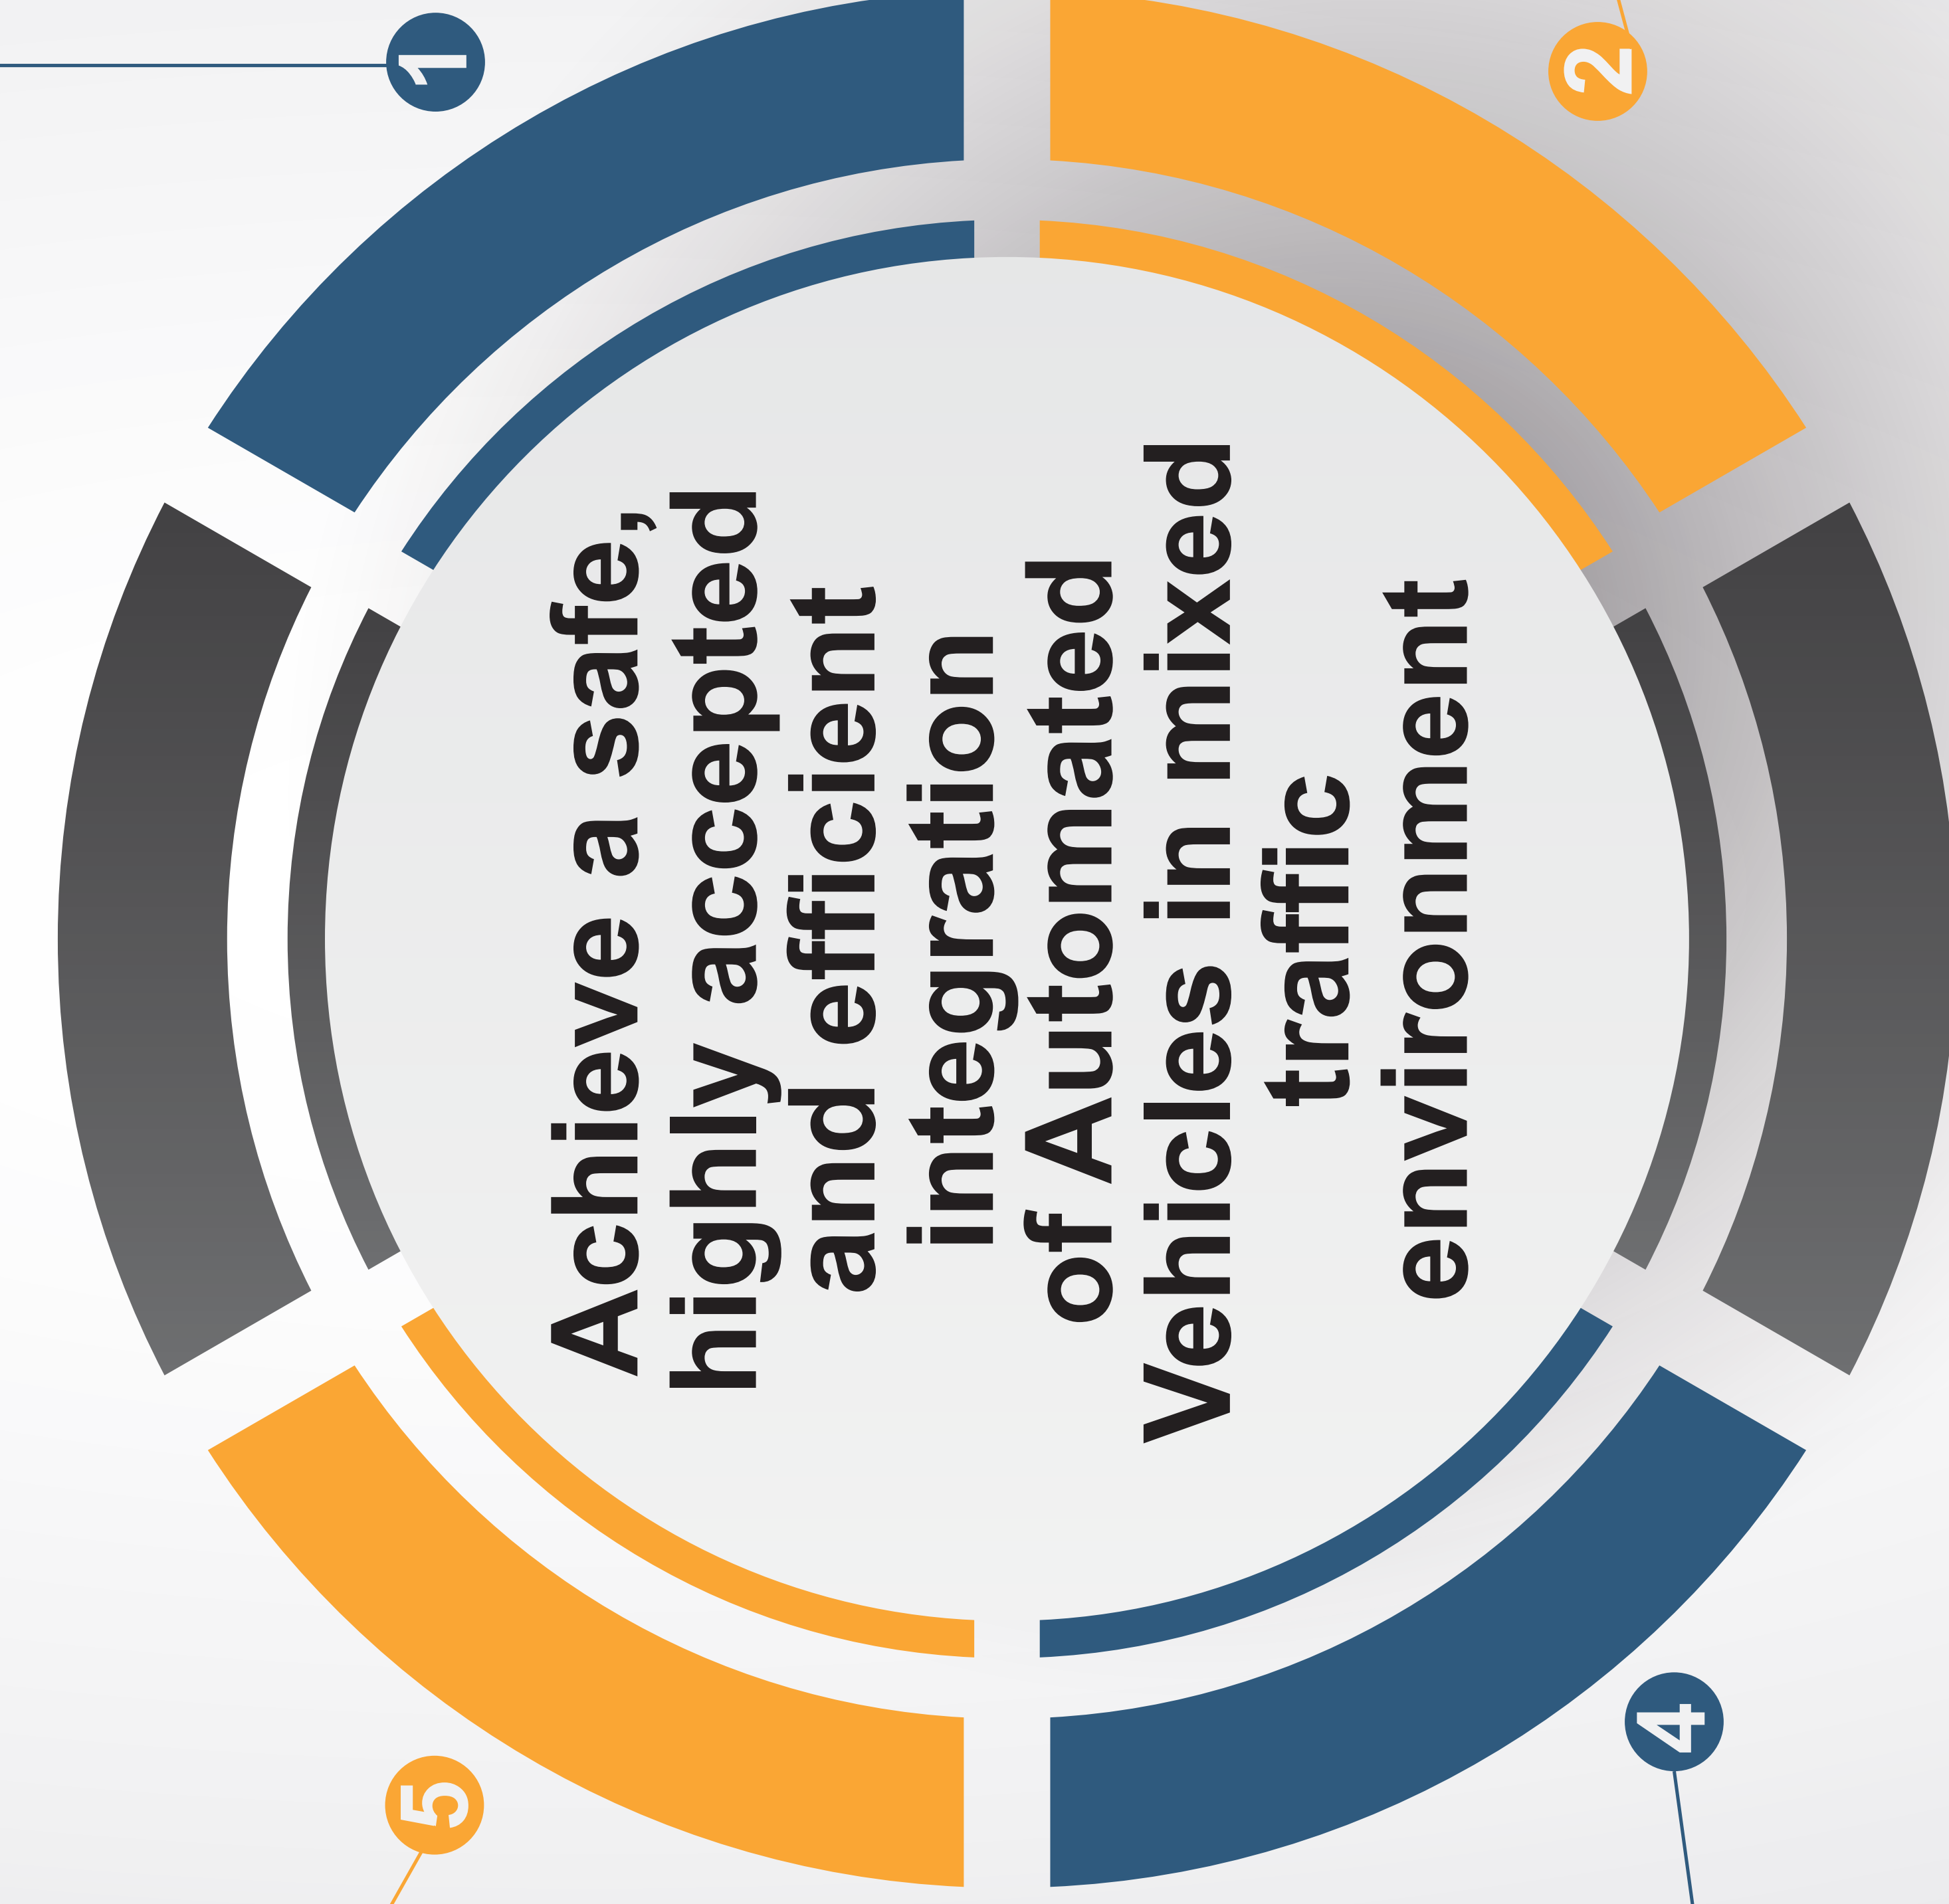 1
2
Achieve a safe,
highly accepted
and efficient
integration
of Automated
Vehicles in mixed
traffic
environment
4
5